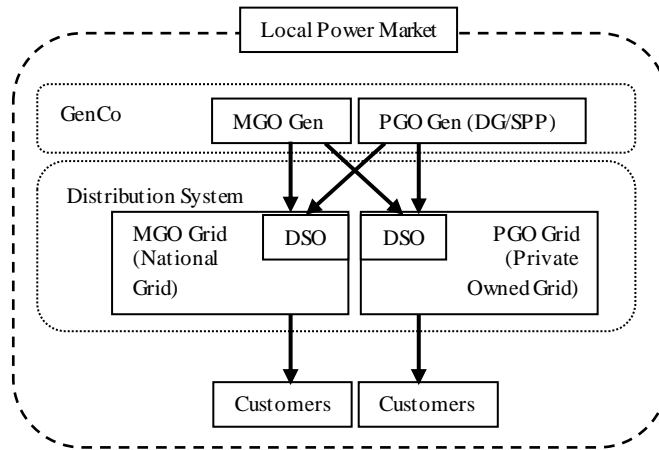 Local Power Market
GenCo
MGO Gen
PGO Gen (DG/SPP)
Distribution System
MGO Grid
(National
Grid)
DSO
DSO
PGO Grid
(Private
Owned Grid)
Customers
Customers